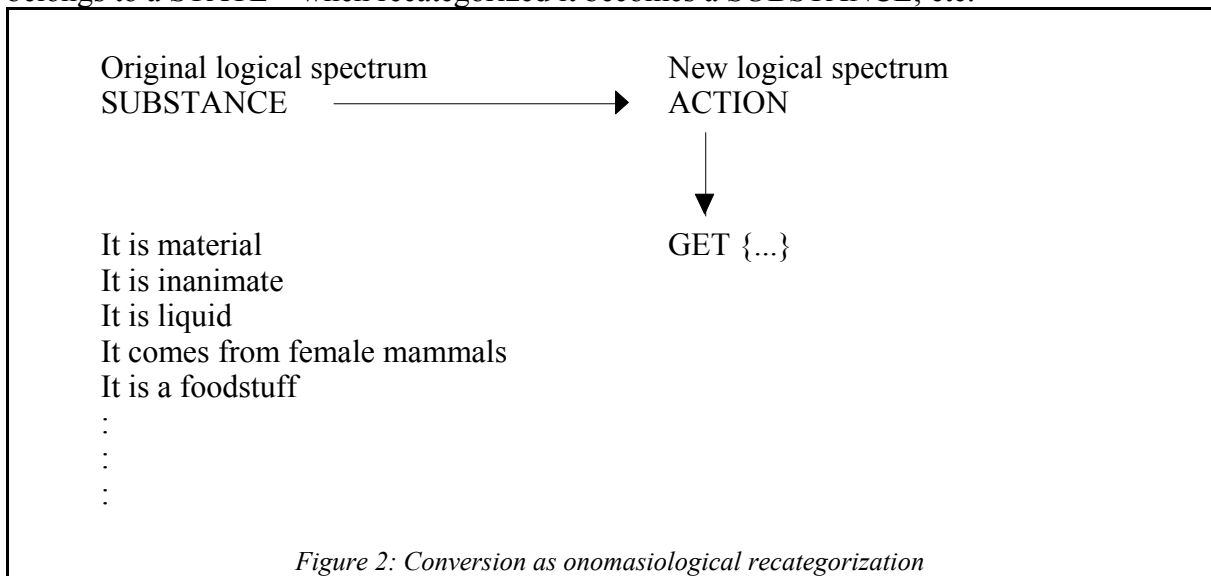 belongs to a STATE – when recategorized it becomes a SUBSTANCE, etc.
Original logical spectrum New logical spectrum
SUBSTANCE ACTION
It is material GET {...}
It is inanimate
It is liquid
It comes from female mammals
It is a foodstuff
:
:
:
Figure 2: Conversion as onomasiological recategorization